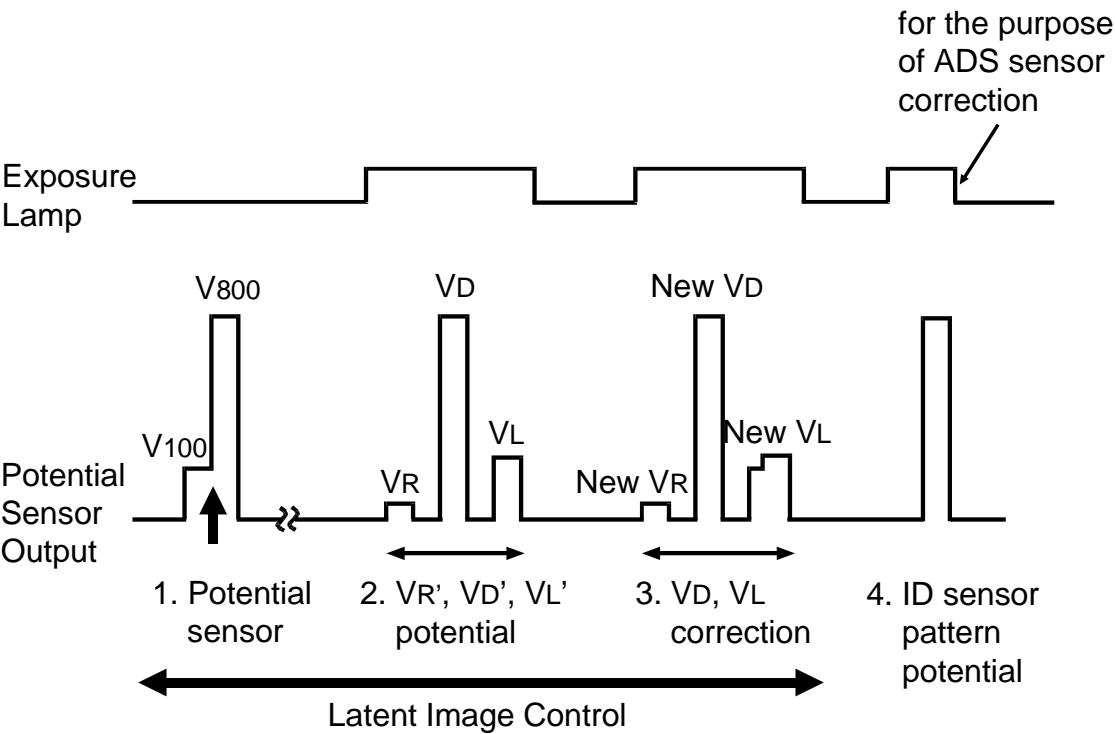 for the purpose
of ADS sensor
correction
Exposure
Lamp
V800
VD
New VD
V100
VL
New VL
VR
New VR
Potential
Sensor
Output
1. Potential
sensor
2. VR’, VD’, VL’
potential
3. VD, VL
correction
4. ID sensor
pattern
potential
Latent Image Control